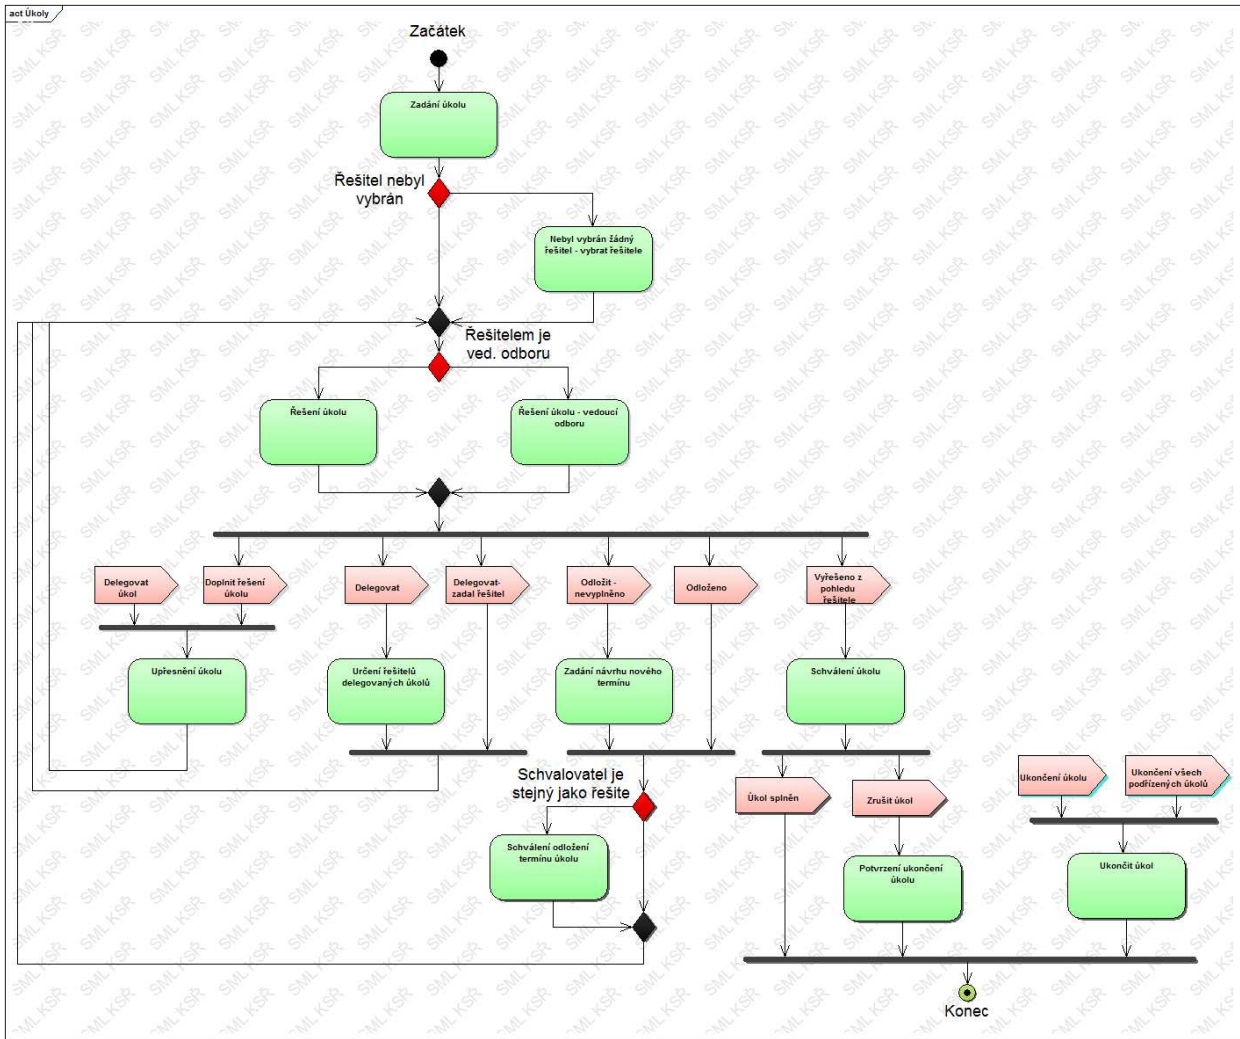 act Úkoly
Začátek
Zadání úkolu
Řešitel nebyl
vybrán
Nebyl vybrán žádný
řešitel - vybrat řešitele
Řešitelem je
ved. odboru
Řešení úkolu
Řešení úkolu - vedoucí
odboru
Delegovat
úkol
Doplnit řešení
úkolu
Delegovat
Delegovat-
zadal řešitel
Odložit -
nevyplněno
Odloženo
Vyřešeno z
pohledu
řešitele
Upřesnění úkolu
Určení řešitelů
delegovaných úkolů
Zadání návrhu nového
termínu
Schválení úkolu
Schvalovatel je
stejný jako řešite
Úkol splněn
Zrušit úkol
Ukončení úkolu
Ukončení všech
podřízených úkolů
Schválení odložení
termínu úkolu
Potvrzení ukončení
úkolu
Ukončit úkol
Konec
SML KSŘ